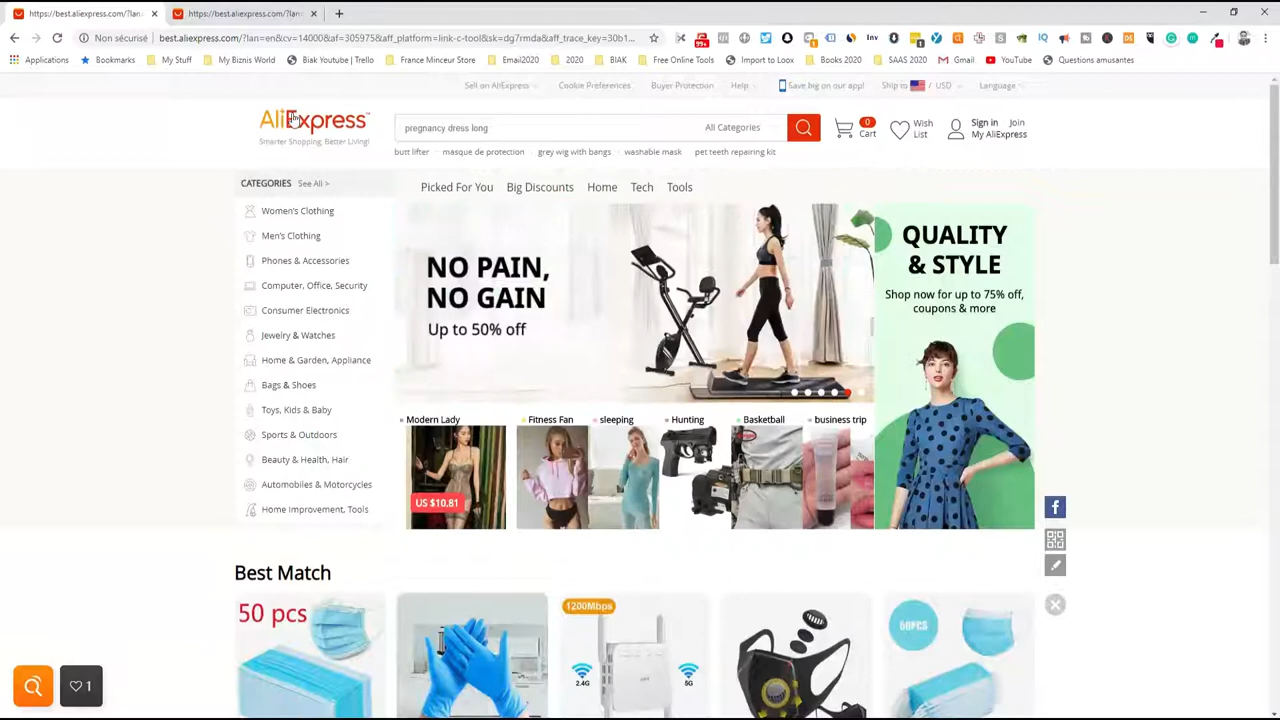 https://best.aliexpress.com/?lan
https://best.aliexpress.com/?lan=
Non sécurisé best.aliexpress.com/?lan=en&cv=14000&af=305975&aff_platform=link-c-tool&sk=dg7rmda&aff_trace_key=30b1...
Applications Bookmarks My Stuff My Biznis World Biak Youtube | Trello France Minceur Store Email2020 2020 BIAK Free Online Tools Import to Loox Books 2020 SAAS 2020 Gmail YouTube Questions amusantes
Sell on AliExpress Cookie Preferences Buyer Protection Help Save big on our app! Ship to / USD Language
AliExpress
Smarter Shopping, Better Living!
pregnancy dress long All Categories
0
Cart
Wish
List
Sign in Join
My AliExpress
butt lifter masque de protection grey wig with bangs washable mask pet teeth repairing kit
CATEGORIES See All >
Picked For You Big Discounts Home Tech Tools
Women's Clothing
Men's Clothing
Phones & Accessories
Computer, Office, Security
Consumer Electronics
Jewelry & Watches
Home & Garden, Appliance
Bags & Shoes
Toys, Kids & Baby
Sports & Outdoors
Beauty & Health, Hair
Automobiles & Motorcycles
Home Improvement, Tools
NO PAIN,
NO GAIN
Up to 50% off
QUALITY
& STYLE
Shop now for up to 75% off,
coupons & more
Modern Lady Fitness Fan sleeping Hunting Basketball business trip
US $10.81
Best Match
50 pcs
1200Mbps
2.4G
5G
50PCS
1